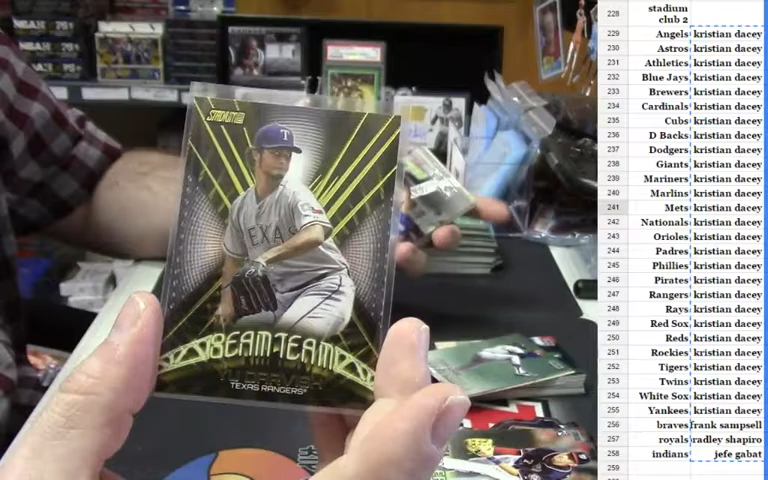 STADIUM
T
TEXAS
BEAM TEAM
TEXAS RANGERS
228 stadium club 2
229 Angels kristian dacey
230 Astros kristian dacey
231 Athletics kristian dacey
232 Blue Jays kristian dacey
233 Brewers kristian dacey
234 Cardinals kristian dacey
235 Cubs kristian dacey
236 D Backs kristian dacey
237 Dodgers kristian dacey
238 Giants kristian dacey
239 Mariners kristian dacey
240 Marlins kristian dacey
241 Mets kristian dacey
242 Nationals kristian dacey
243 Orioles kristian dacey
244 Padres kristian dacey
245 Phillies kristian dacey
246 Pirates kristian dacey
247 Rangers kristian dacey
248 Rays kristian dacey
249 Red Sox kristian dacey
250 Reds kristian dacey
251 Rockies kristian dacey
252 Tigers kristian dacey
253 Twins kristian dacey
254 White Sox kristian dacey
255 Yankees kristian dacey
256 braves frank sampsell
257 royals radley shapiro
258 indians jefe gabat
259